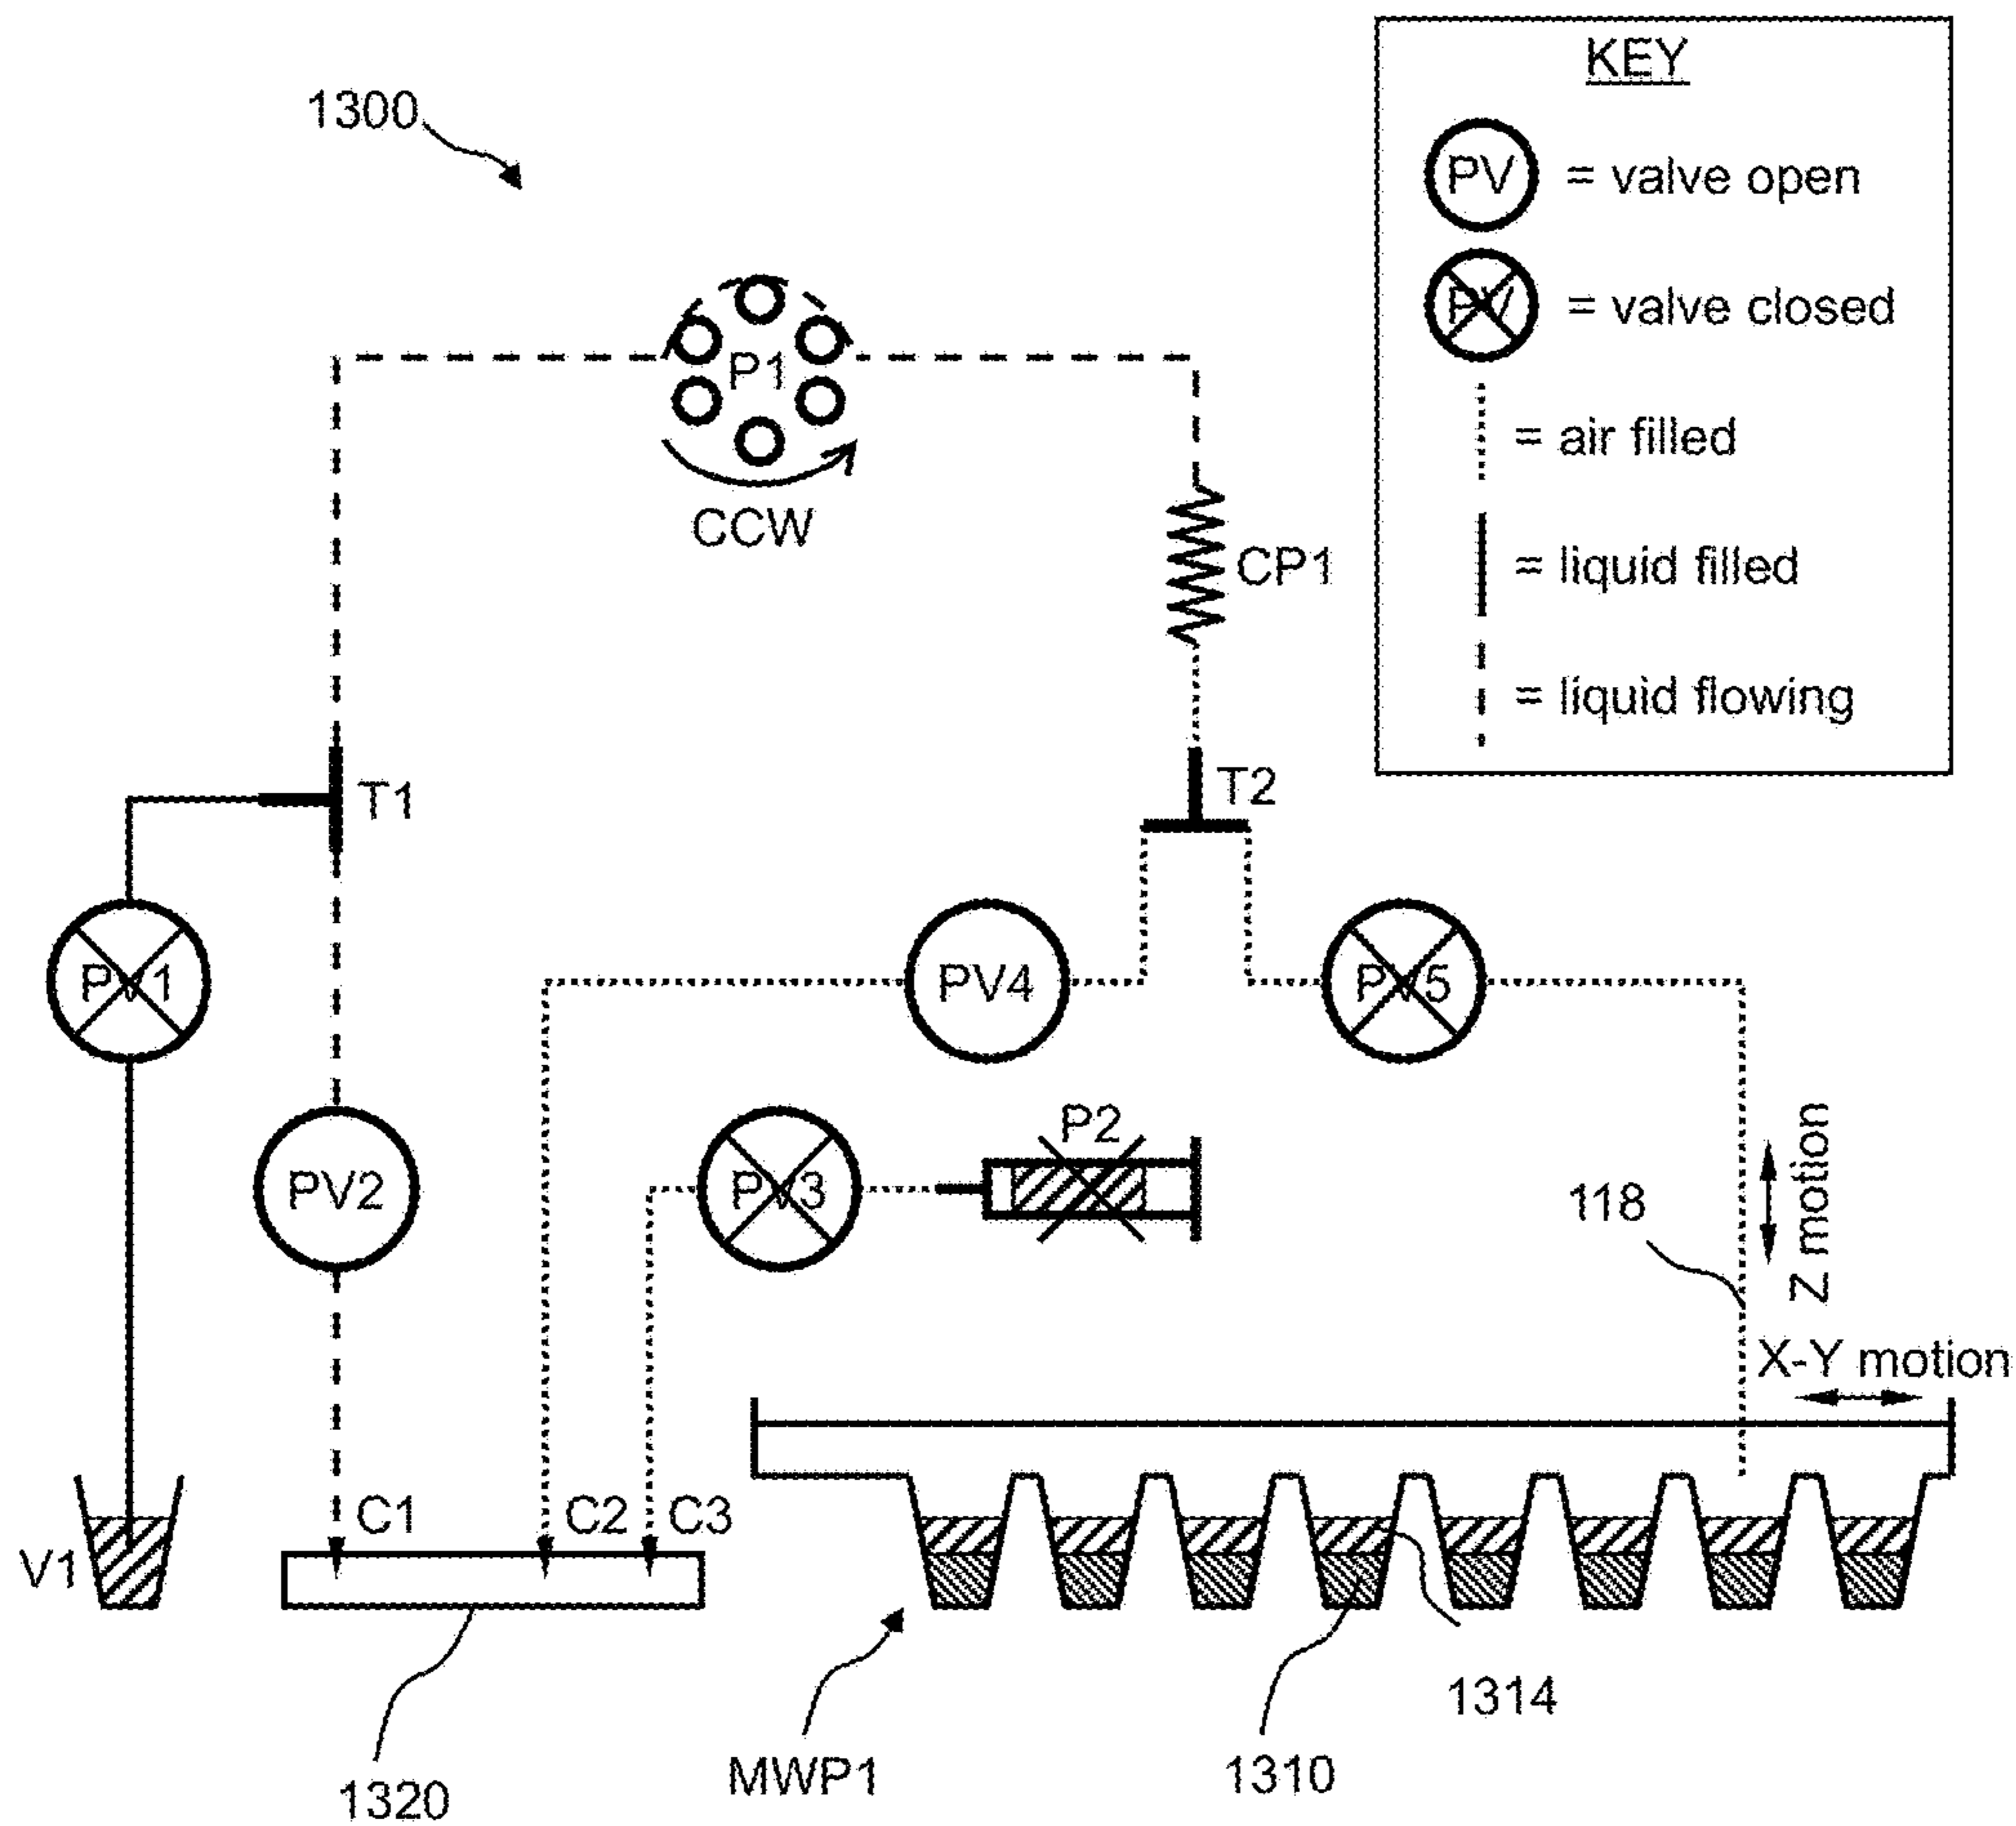 KEY
1300
PV = valve open
PV = valve closed
P1
= air filled
CCW
CP1
= liquid filled
= liquid flowing
T1
T2
PV1
PV4
PV5
P2
PV2
PV3
118
Z motion
X-Y motion
C1
C2
C3
V1
1314
MWP1
1310
1320